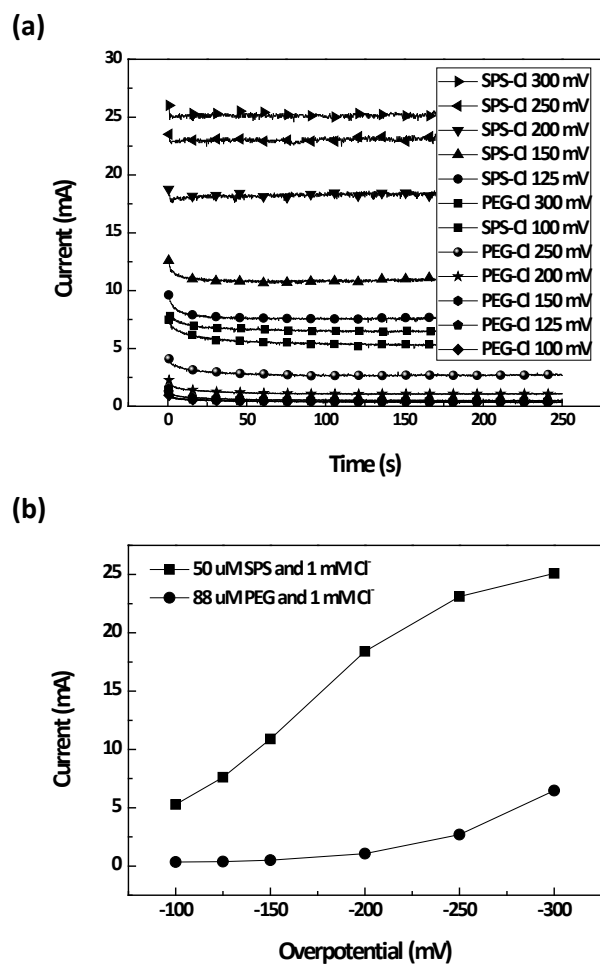 (a)
30
25
20
15
10
5
0
Current (mA)
SPS-Cl 300 mV
SPS-Cl 250 mV
SPS-Cl 200 mV
SPS-Cl 150 mV
SPS-Cl 125 mV
PEG-Cl 300 mV
SPS-Cl 100 mV
PEG-Cl 250 mV
PEG-Cl 200 mV
PEG-Cl 150 mV
PEG-Cl 125 mV
PEG-Cl 100 mV
0 50 100 150 200 250
Time (s)
(b)
25
20
15
10
5
0
Current (mA)
50 uM SPS and 1 mM Cl⁻
88 uM PEG and 1 mM Cl⁻
-100 -150 -200 -250 -300
Overpotential (mV)